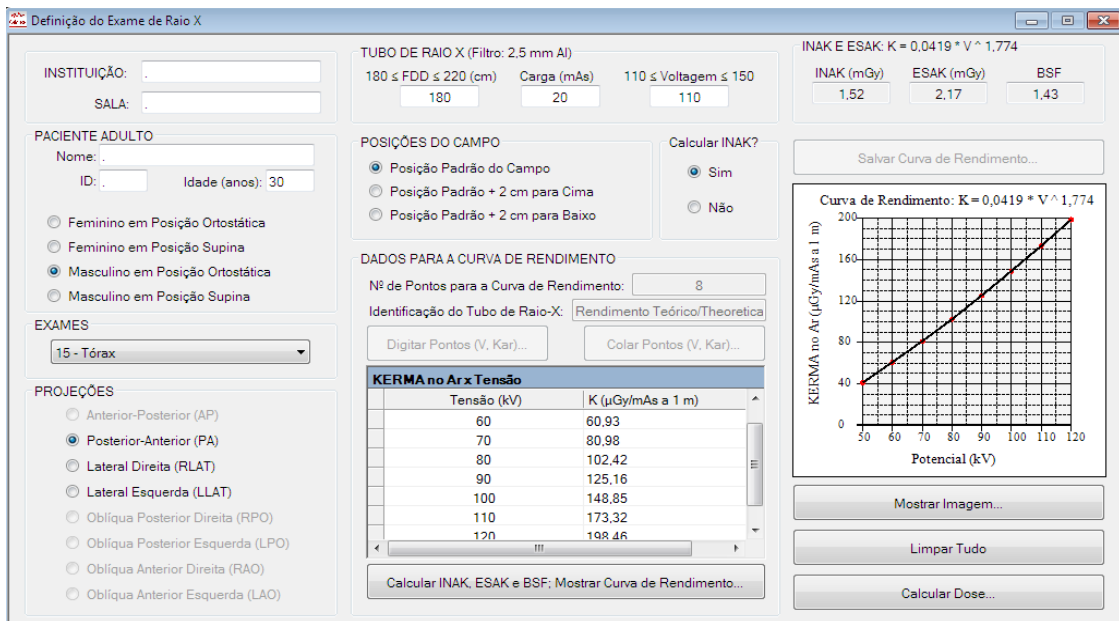 Definição do Exame de Raio X
INSTITUIÇÃO: .
SALA: .
PACIENTE ADULTO
Nome: .
ID: . Idade (anos): 30
Feminino em Posição Ortostática
Feminino em Posição Supina
Masculino em Posição Ortostática
Masculino em Posição Supina
EXAMES
15 - Tórax
PROJEÇÕES
Anterior-Posterior (AP)
Posterior-Anterior (PA)
Lateral Direita (RLAT)
Lateral Esquerda (LLAT)
Oblíqua Posterior Direita (RPO)
Oblíqua Posterior Esquerda (LPO)
Oblíqua Anterior Direita (RAO)
Oblíqua Anterior Esquerda (LAO)
TUBO DE RAIO X (Filtro: 2,5 mm Al)
180 ≤ FDD ≤ 220 (cm) Carga (mAs) 110 ≤ Voltagem ≤ 150
180 20 110
POSIÇÕES DO CAMPO
Posição Padrão do Campo
Posição Padrão + 2 cm para Cima
Posição Padrão + 2 cm para Baixo
Calcular INAK?
Sim
Não
DADOS PARA A CURVA DE RENDIMENTO
Nº de Pontos para a Curva de Rendimento: 8
Identificação do Tubo de Raio-X: Rendimento Teórico/Theoretica
Digitar Pontos (V, Kar)... Colar Pontos (V, Kar)...
KERMA no Ar x Tensão
Tensão (kV) K (µGy/mAs a 1 m)
60 60,93
70 80,98
80 102,42
90 125,16
100 148,85
110 173,32
120 198,46
Calcular INAK, ESAK e BSF; Mostrar Curva de Rendimento...
INAK E ESAK: K = 0,0419 * V ^ 1,774
INAK (mGy) ESAK (mGy) BSF
1,52 2,17 1,43
Salvar Curva de Rendimento...
Curva de Rendimento: K = 0,0419 * V ^ 1,774
KERMA no Ar (µGy/mAs a 1 m)
200
160
120
80
40
0
50 60 70 80 90 100 110 120
Potencial (kV)
Mostrar Imagem...
Limpar Tudo
Calcular Dose...